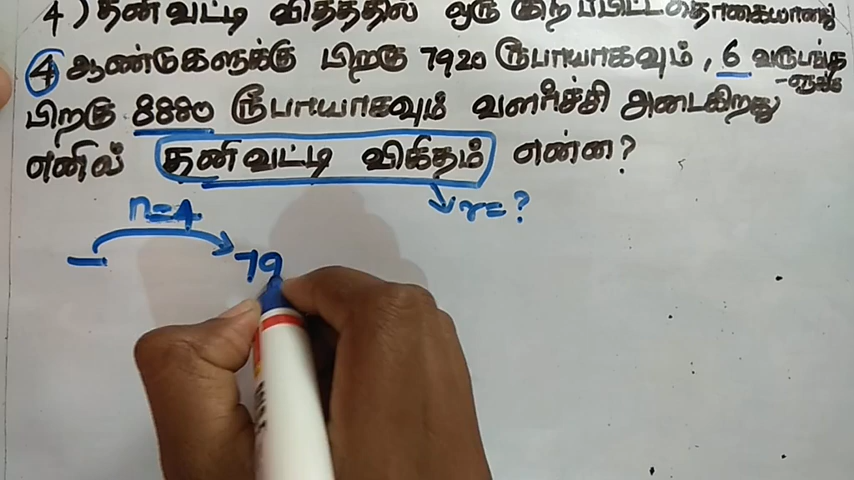 4) தனி வட்டி விதத்தில் ஒரு குறிப்பிட்ட தொகையானது
4 ஆண்டுகளுக்கு பிறகு 7920 ரூபாயாகவும், 6 வருடங்களுக்கு
பிறகு 8880 ரூபாயாகவும் வளர்ச்சி அடைகிறது
எனில் தனிவட்டி விகிதம் என்ன?
n=4 r=?
79